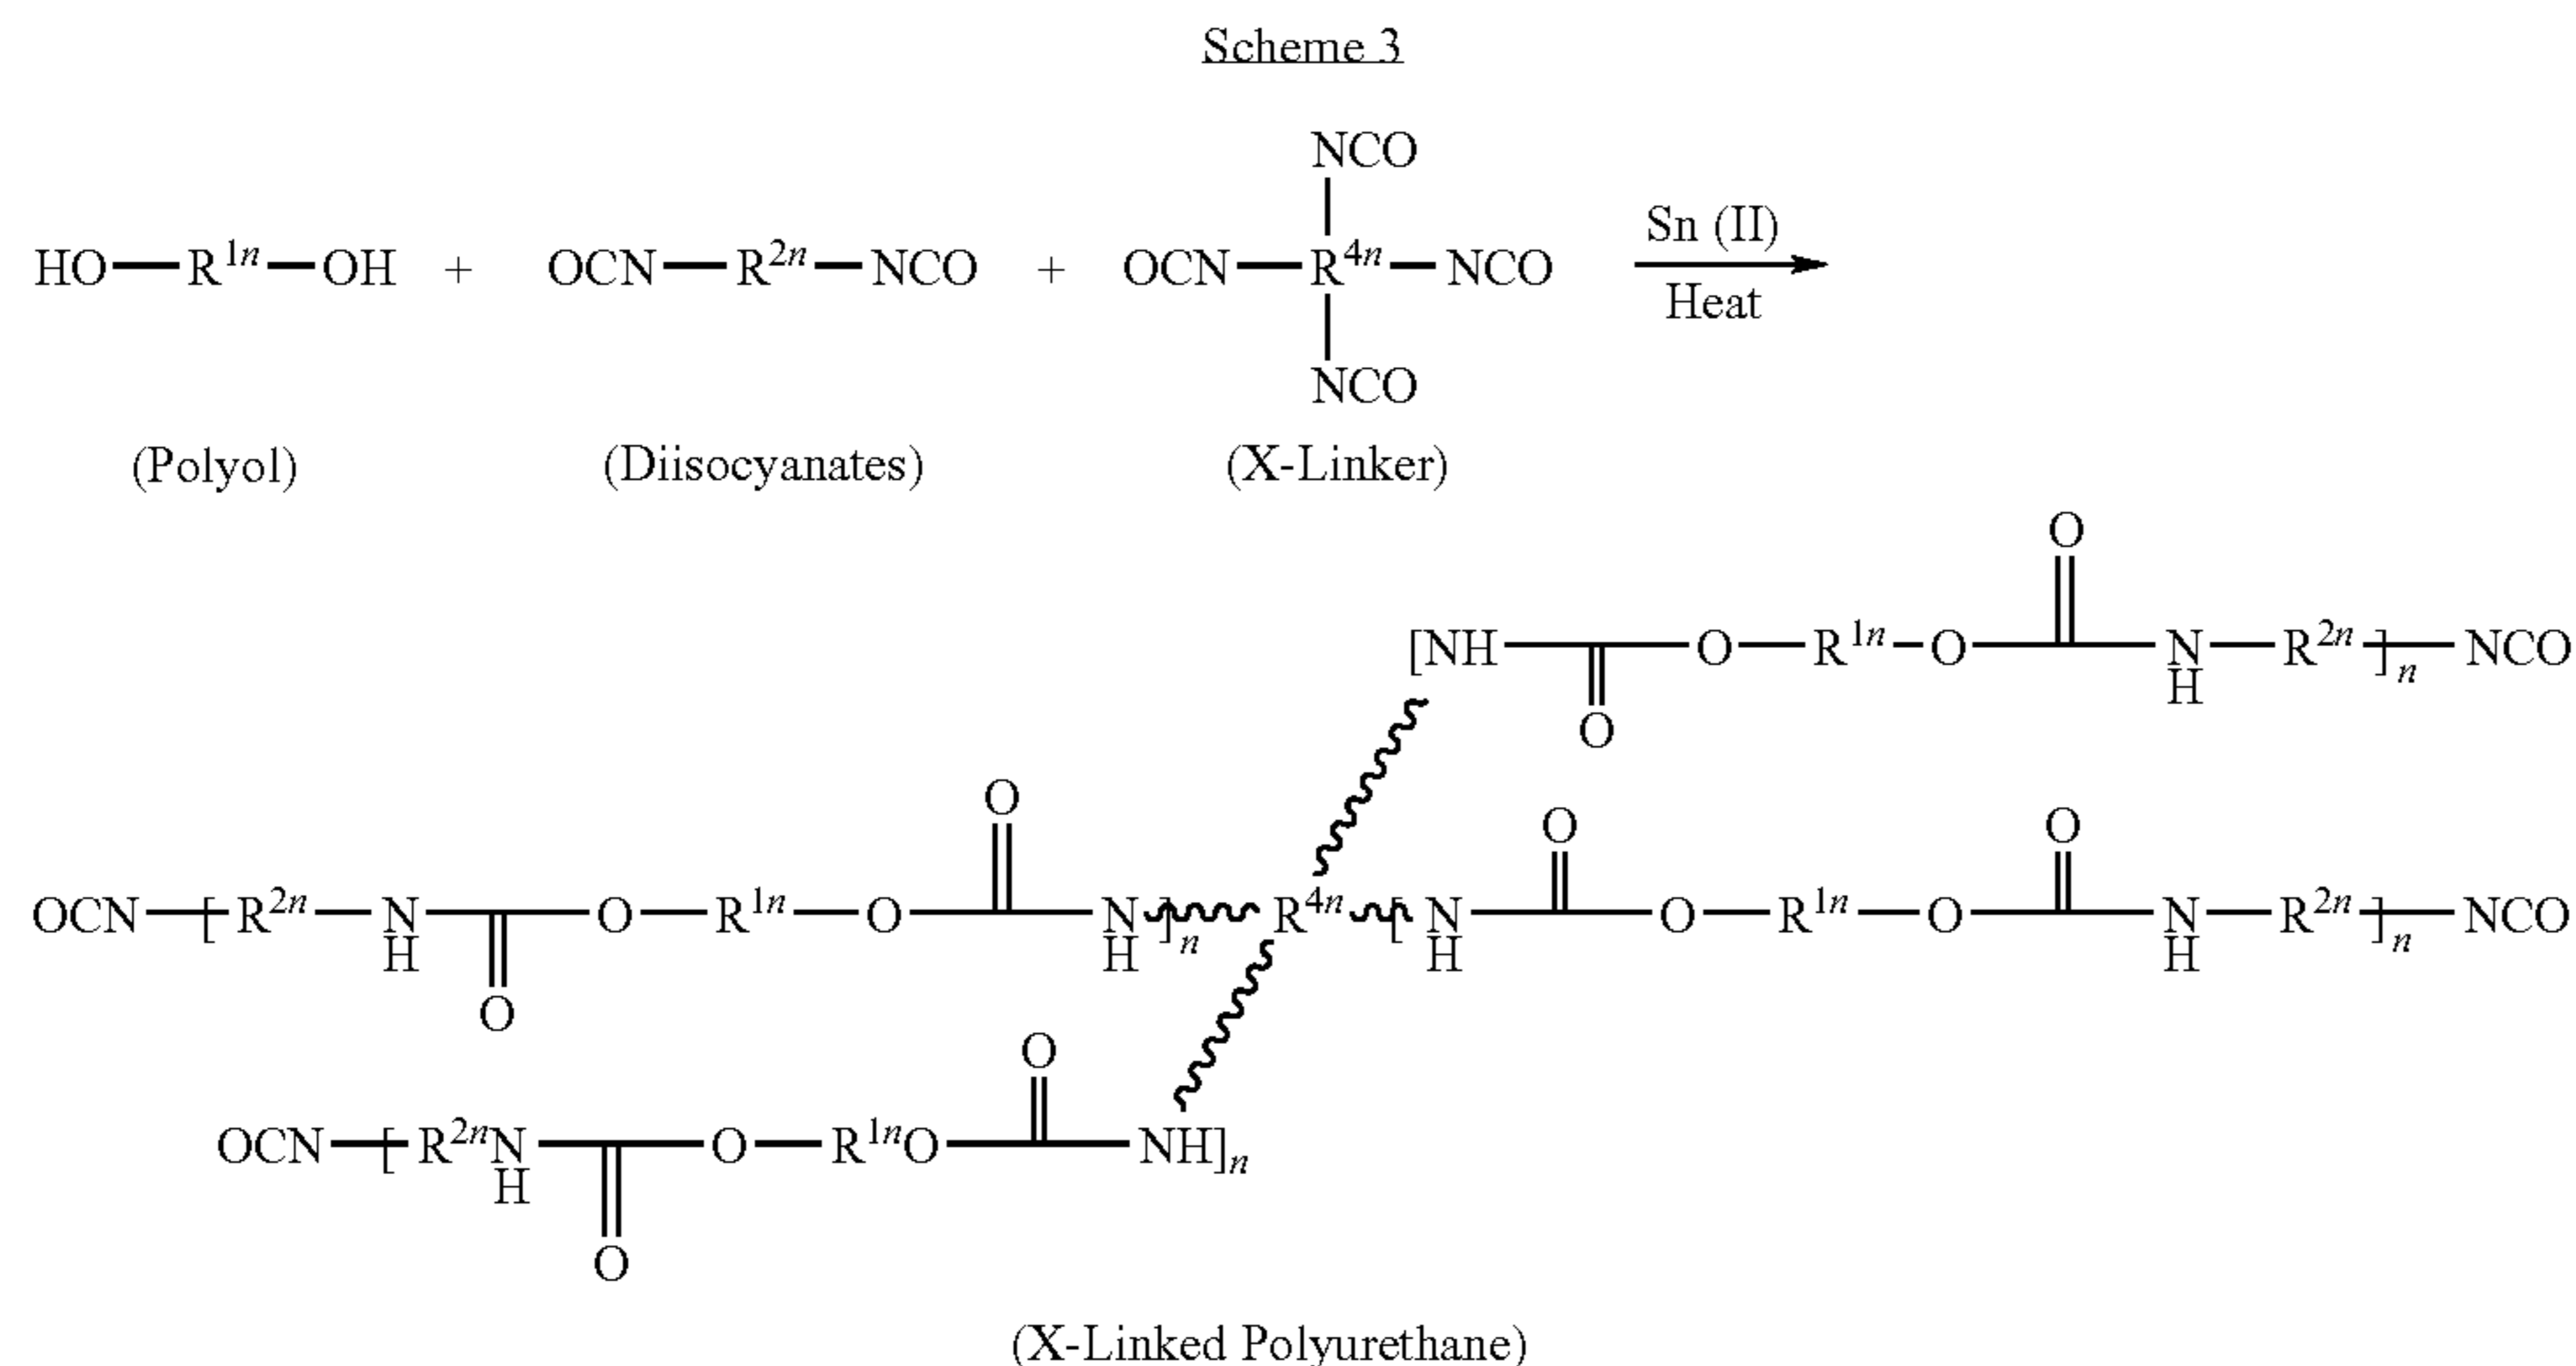 Scheme 3
NCO
HO—R1n—OH + OCN—R2n—NCO + OCN—R4n—NCO Sn (II)
Heat
NCO
(Polyol) (Diisocyanates) (X-Linker)
O
[NH O—R1n—O N—R2n—]n—NCO
H
O
O O O
OCN—[R2n—N O—R1n—O N]n R4n [N O—R1n—O N—R2n—]n—NCO
H H H H
O
O
OCN—[R2nN O—R1nO NH]n
H
O
(X-Linked Polyurethane)